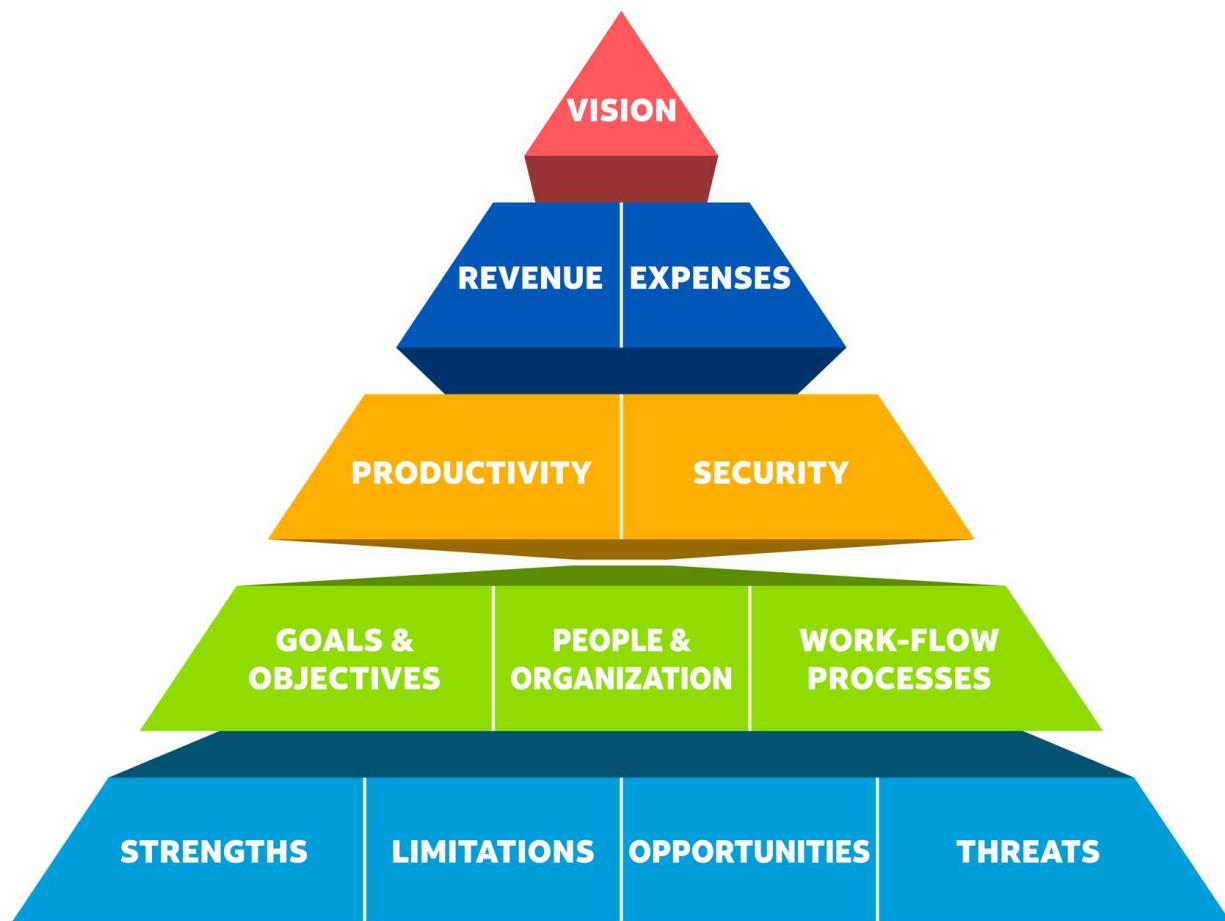 VISION
REVENUE
EXPENSES
PRODUCTIVITY
SECURITY
GOALS &
OBJECTIVES
PEOPLE &
ORGANIZATION
WORK-FLOW
PROCESSES
STRENGTHS
LIMITATIONS
OPPORTUNITIES
THREATS